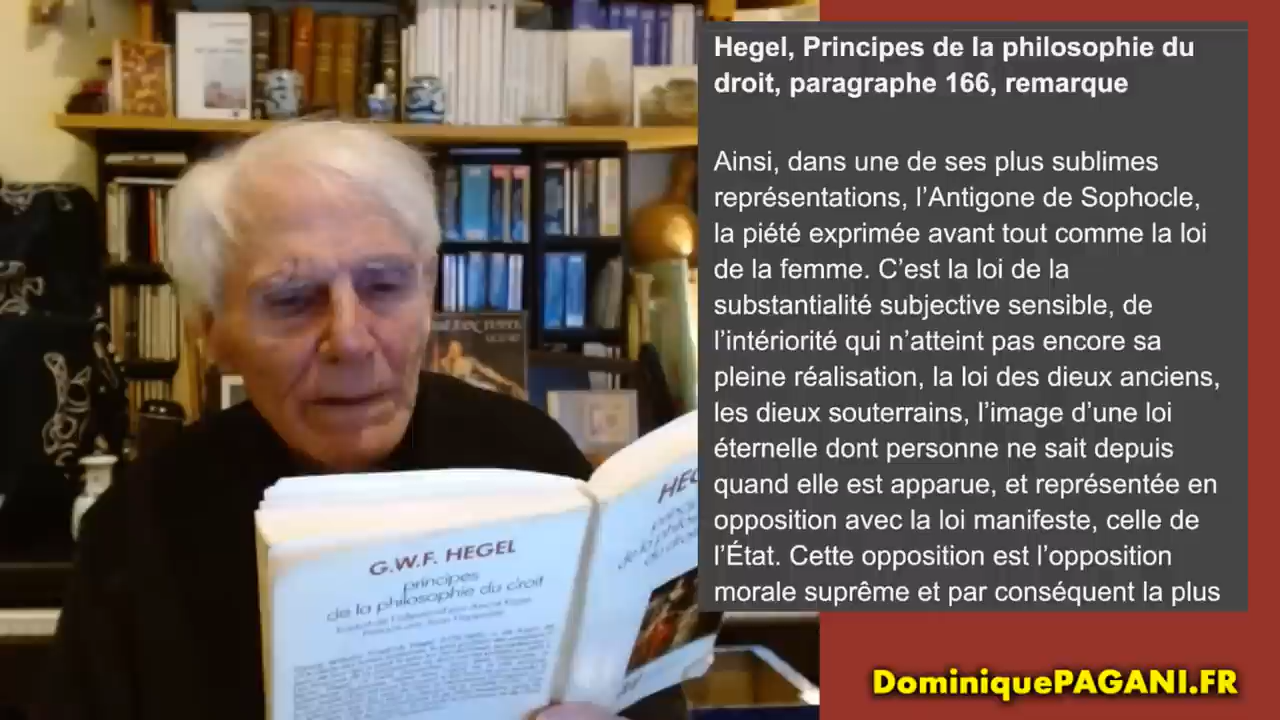 Hegel, Principes de la philosophie du
droit, paragraphe 166, remarque
Ainsi, dans une de ses plus sublimes
représentations, l’Antigone de Sophocle,
la piété exprimée avant tout comme la loi
de la femme. C’est la loi de la
substantialité subjective sensible, de
l’intériorité qui n’atteint pas encore sa
pleine réalisation, la loi des dieux anciens,
les dieux souterrains, l’image d’une loi
éternelle dont personne ne sait depuis
quand elle est apparue, et représentée en
opposition avec la loi manifeste, celle de
l’État. Cette opposition est l’opposition
morale suprême et par conséquent la plus
G.W.F. HEGEL
principes
de la philosophie du droit
DominiquePAGANI.FR